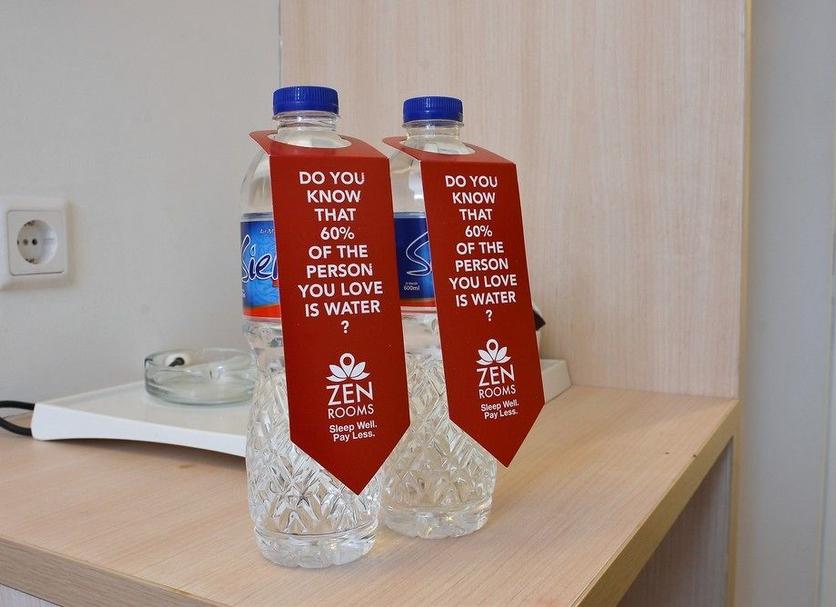 DO YOU
KNOW
THAT
60%
OF THE
PERSON
YOU LOVE
IS WATER
?
ZEN
ROOMS
Sleep Well.
Pay Less.
DO YOU
KNOW
THAT
60%
OF THE
PERSON
YOU LOVE
IS WATER
?
ZEN
ROOMS
Sleep Well.
Pay Less.
600ml